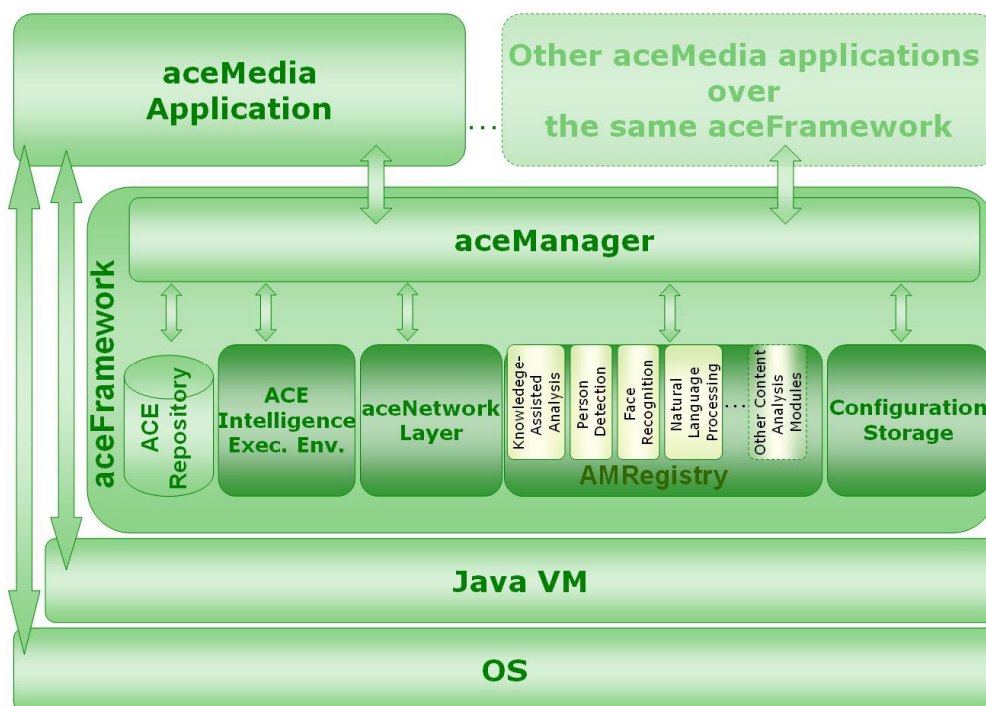 aceMedia
Application
...
Other aceMedia applications
over
the same aceFramework
aceFramework
aceManager
ACE
Repository
ACE
Intelligence
Exec. Env.
aceNetwork
Layer
Knowledege-
Assisted
Analysis
Person
Detection
Face
Recognition
Natural
Language
Processing
...
Other Content
Analysis
Modules
AMRegistry
Configuration
Storage
Java VM
OS